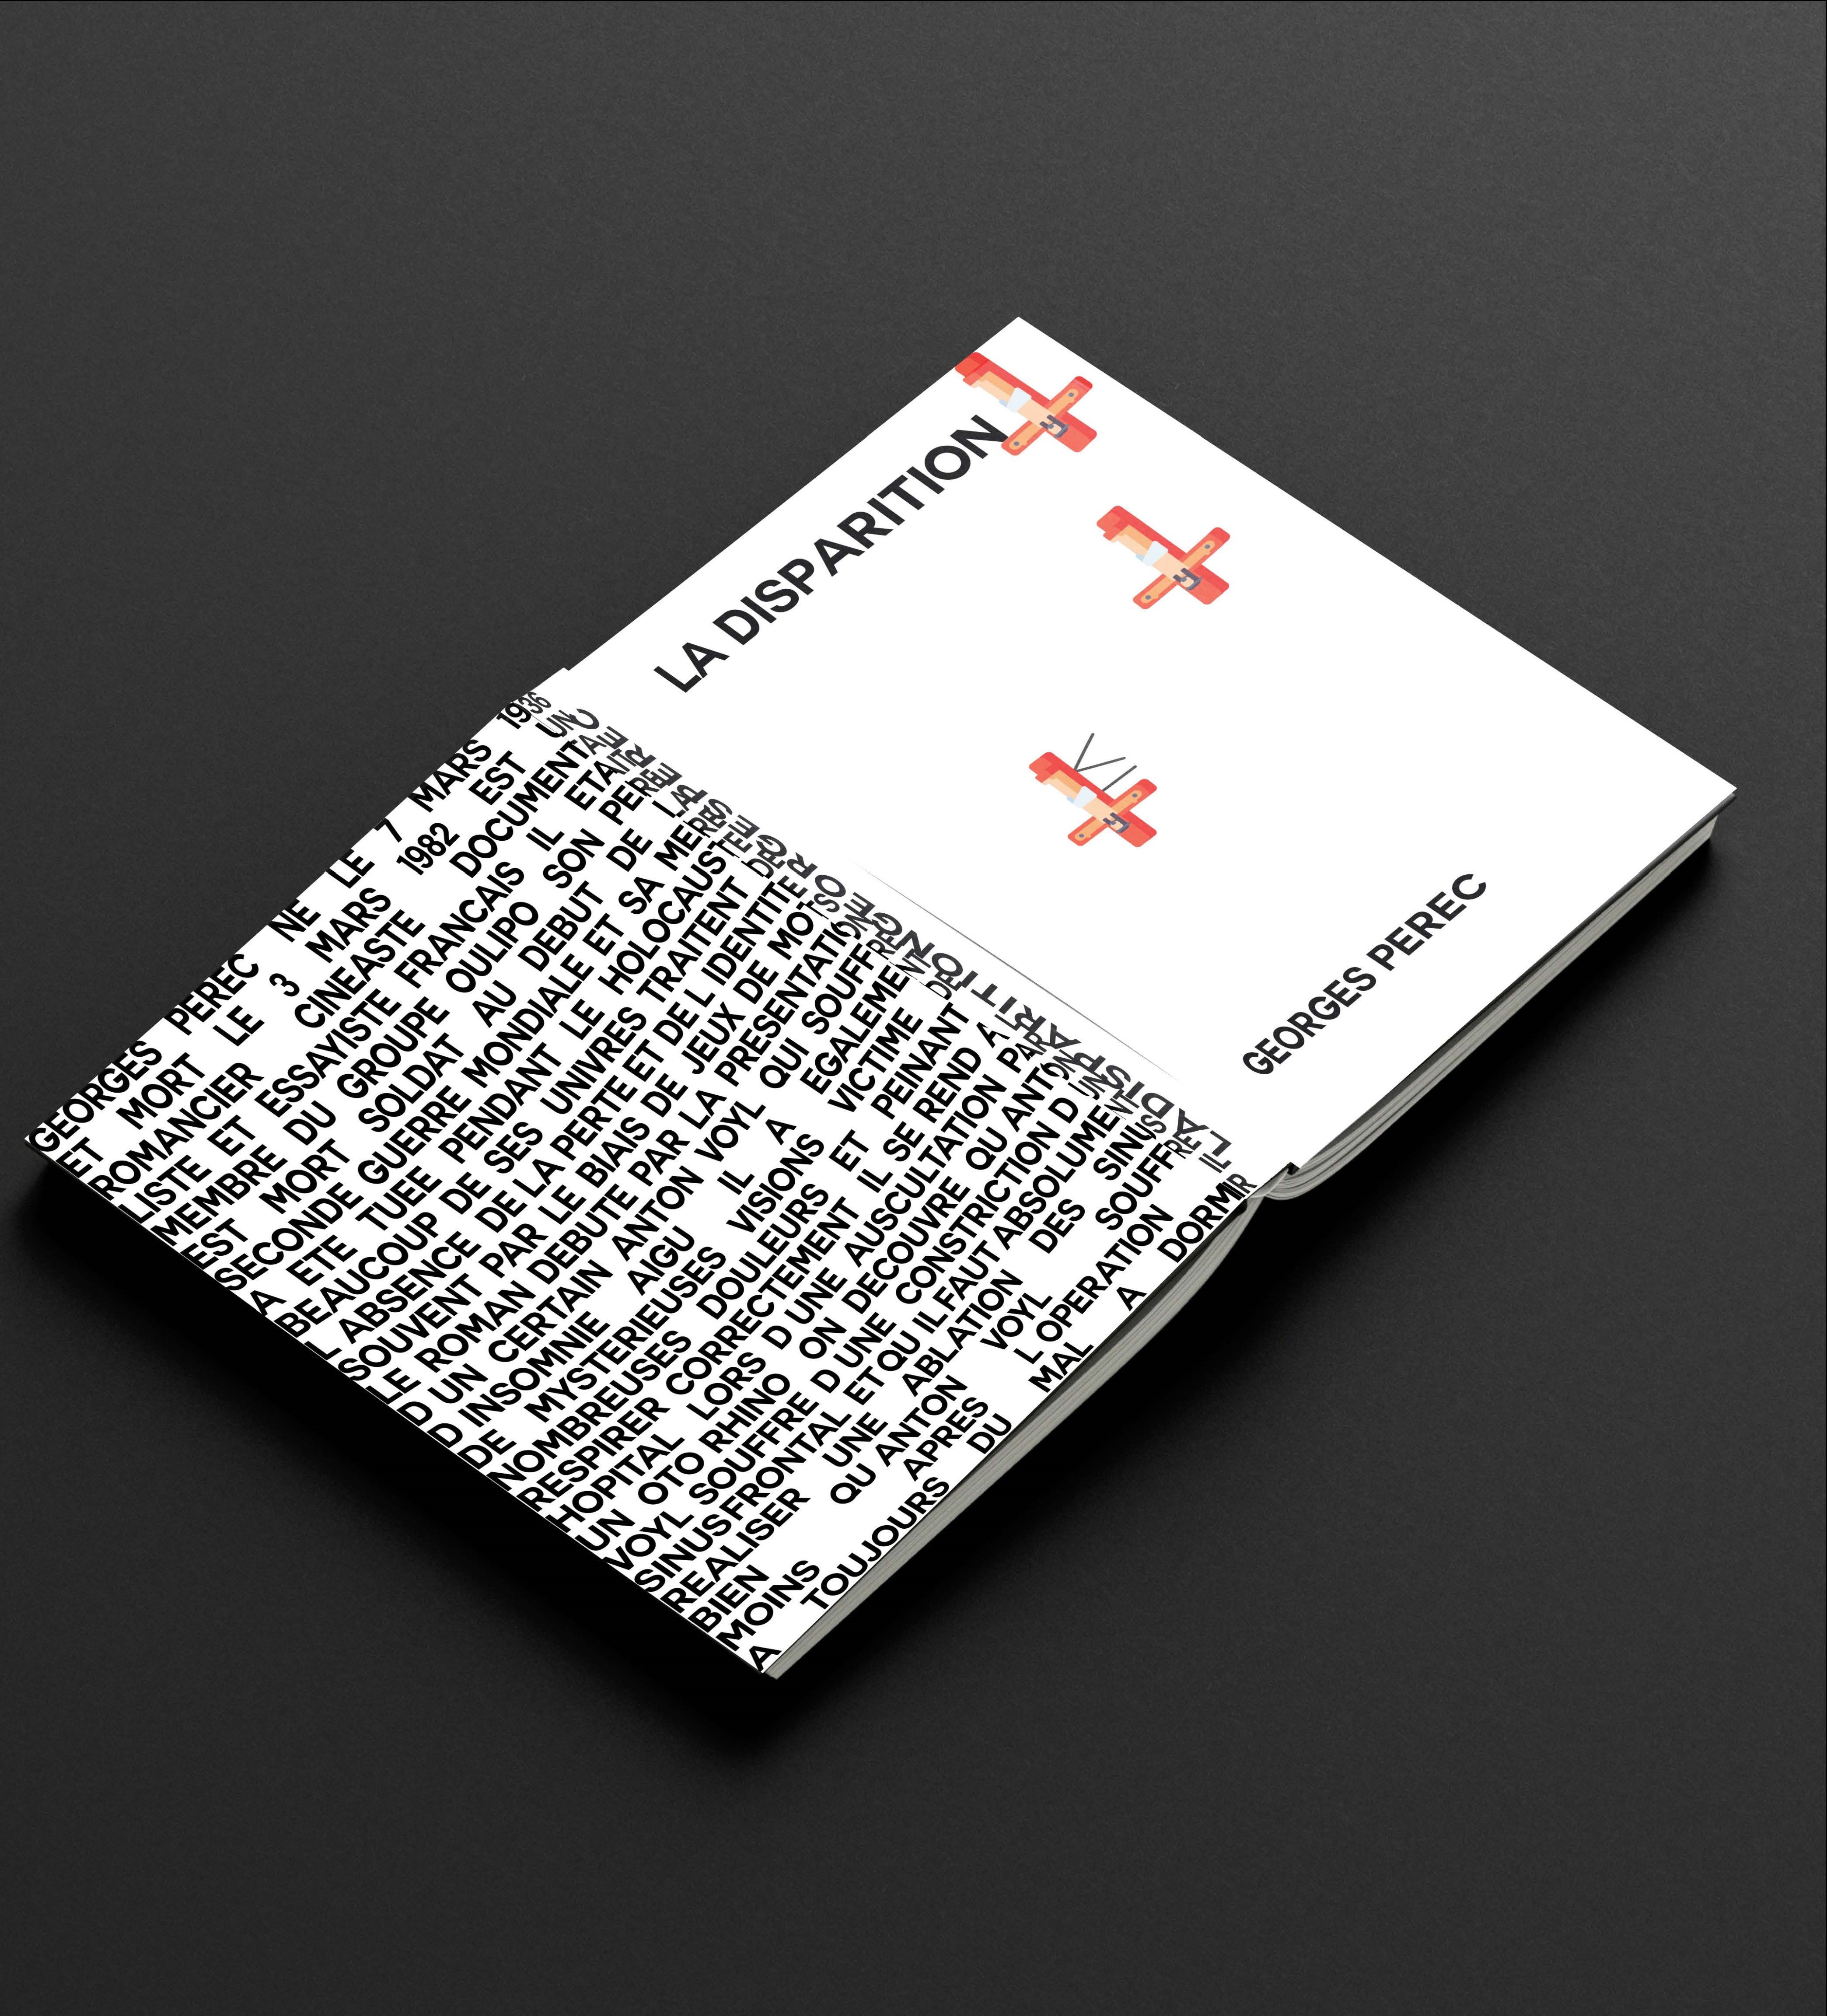 GEORGES PEREC NE LE 7 MARS 1936
ET MORT LE 3 MARS 1982 EST UN
ROMANCIER CINEASTE DOCUMENTA
LISTE ET ESSAYISTE FRANCAIS IL ETAIT
MEMBRE DU GROUPE OULIPO SON PERE
EST MORT SOLDAT AU DEBUT DE LA
SECONDE GUERRE MONDIALE ET SA MERE
A ETE TUEE PENDANT LE HOLOCAUSTE
BEAUCOUP DE SES UNIVRES TRAITENT DE
L ABSENCE DE LA PERTE ET DE L IDENTITE
SOUVENT PAR LE BIAIS DE JEUX DE MOTS
LE ROMAN DEBUTE PAR LA PRESENTATION
D UN CERTAIN ANTON VOYL QUI SOUFFRE
D INSOMNIE AIGU IL A EGALEMENT
DE MYSTERIEUSES VISIONS VICTIME DE
NOMBREUSES DOULEURS ET PEINANT
RESPIRER CORRECTEMENT IL SE REND A
HOPITAL LORS D UNE AUSCULTATION PAR
UN OTO RHINO ON DECOUVRE QU ANTON
VOYL SOUFFRE D UNE CONSTRICTION D UN
SINUS FRONTAL ET QU IL FAUT ABSOLUMENT
REALISER UNE ABLATION DES SINUS
BIEN QU ANTON VOYL SOUFFRE
MOINS APRES L OPERATION IL
A TOUJOURS DU MAL A DORMIR
LA DISPARITION GEORGES PEREC
LA DISPARITION
GEORGES PEREC